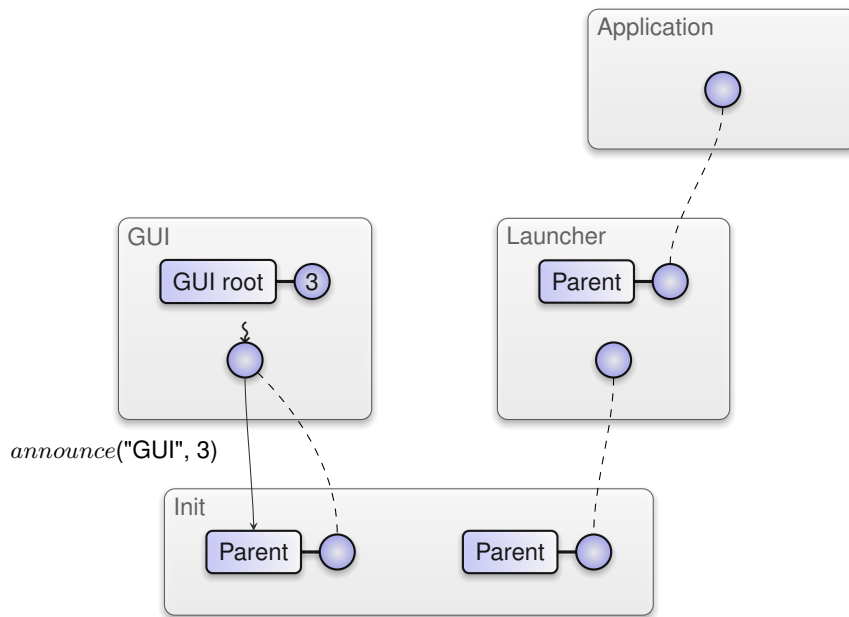 Application
GUI
Launcher
GUI root
3
Parent
announce("GUI", 3)
Init
Parent
Parent